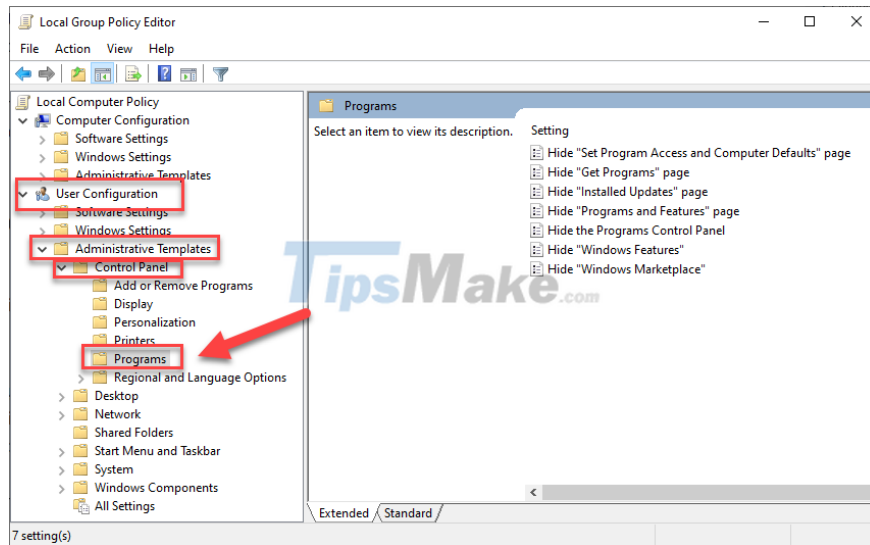 Local Group Policy Editor
File Action View Help
Local Computer Policy
Computer Configuration
Software Settings
Windows Settings
Administrative Templates
User Configuration
Software Settings
Windows Settings
Administrative Templates
Control Panel
Add or Remove Programs
Display
Personalization
Printers
Programs
Regional and Language Options
Desktop
Network
Shared Folders
Start Menu and Taskbar
System
Windows Components
All Settings
Programs
Select an item to view its description.
Setting
Hide "Set Program Access and Computer Defaults" page
Hide "Get Programs" page
Hide "Installed Updates" page
Hide "Programs and Features" page
Hide the Programs Control Panel
Hide "Windows Features"
Hide "Windows Marketplace"
TipsMake.com
Extended Standard
7 setting(s)